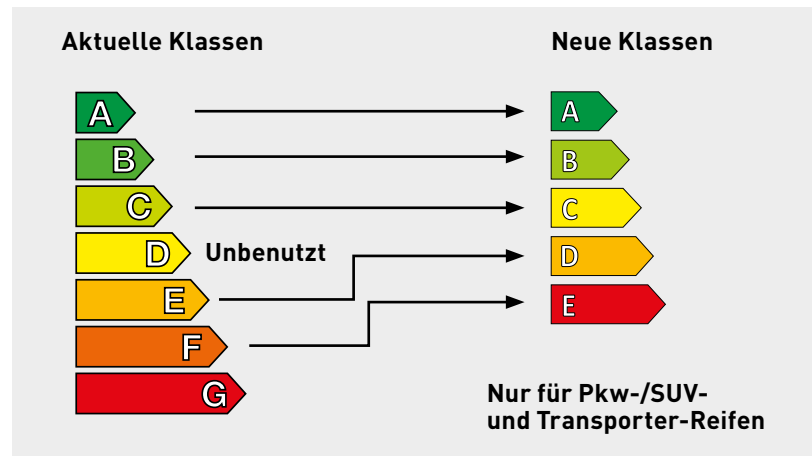 Aktuelle Klassen
Neue Klassen
A
A
B
B
C
C
D Unbenutzt
D
E
E
F
G
Nur für Pkw-/SUV-
und Transporter-Reifen